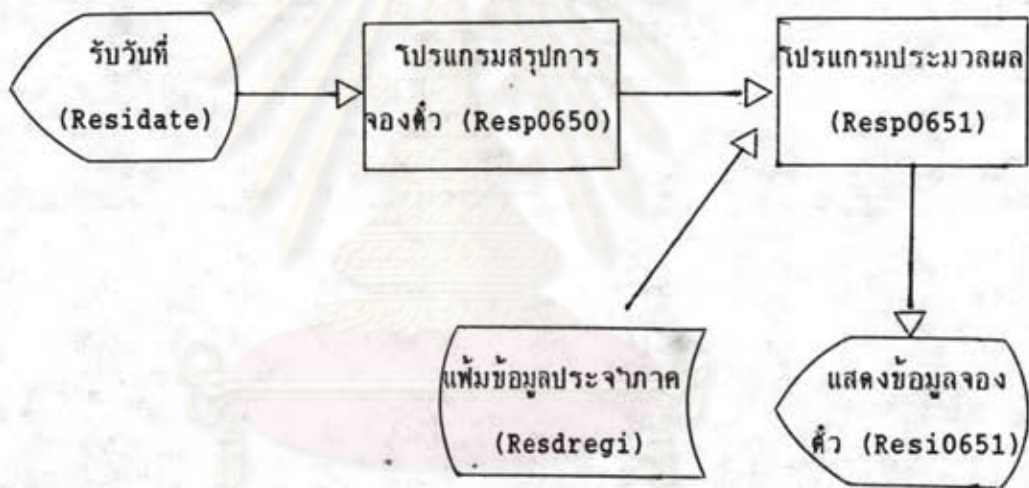 รับวันที่
(Residate)
โปรแกรมสรุปการ
จองตั๋ว (Resp0650)
โปรแกรมประมวลผล
(Resp0651)
แฟ้มข้อมูลประจำภาค
(Resdregi)
แสดงข้อมูลจอง
ตั๋ว (Resi0651)